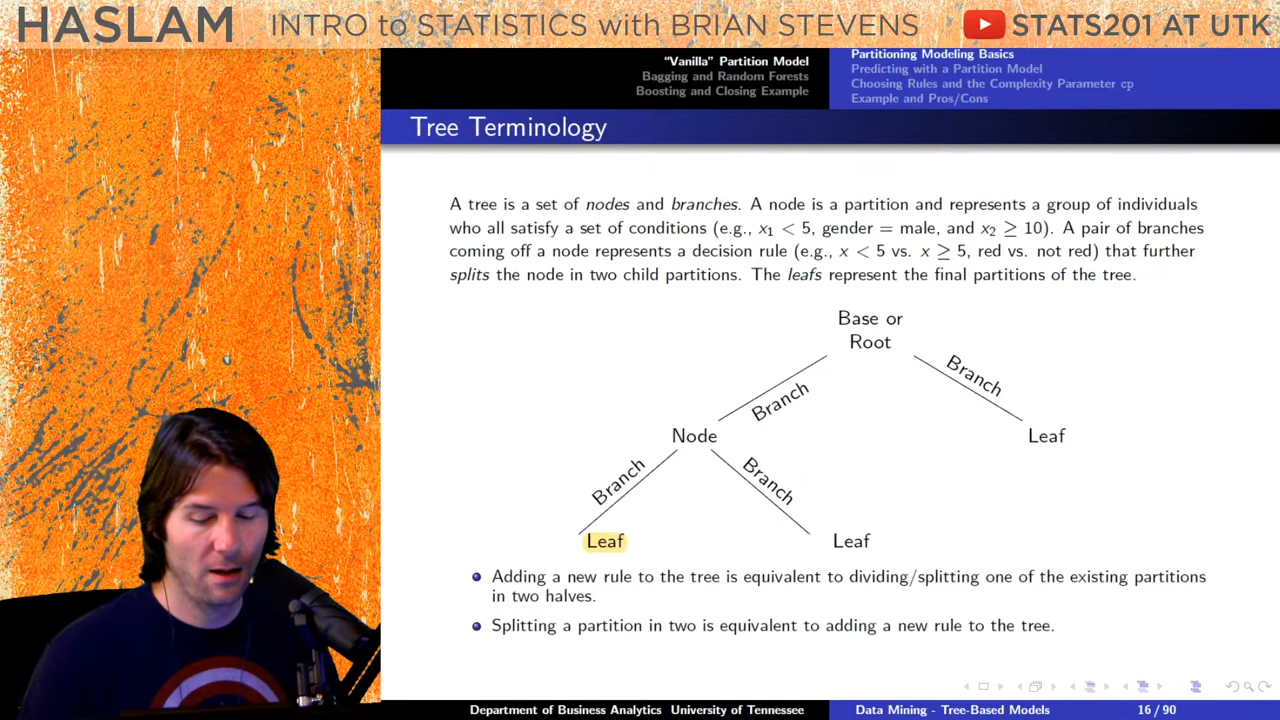 HASLAM INTRO to STATISTICS with BRIAN STEVENS STATS201 AT UTK
"Vanilla" Partition Model
Bagging and Random Forests
Boosting and Closing Example
Partitioning Modeling Basics
Predicting with a Partition Model
Choosing Rules and the Complexity Parameter cp
Example and Pros/Cons
Tree Terminology
A tree is a set of nodes and branches. A node is a partition and represents a group of individuals
who all satisfy a set of conditions (e.g., x₁ < 5, gender = male, and x₂ ≥ 10). A pair of branches
coming off a node represents a decision rule (e.g., x < 5 vs. x ≥ 5, red vs. not red) that further
splits the node in two child partitions. The leafs represent the final partitions of the tree.
Base or
Root
Branch
Branch
Node
Leaf
Branch
Branch
Leaf
Leaf
Adding a new rule to the tree is equivalent to dividing/splitting one of the existing partitions
in two halves.
Splitting a partition in two is equivalent to adding a new rule to the tree.
Department of Business Analytics University of Tennessee
Data Mining - Tree-Based Models
16 / 90